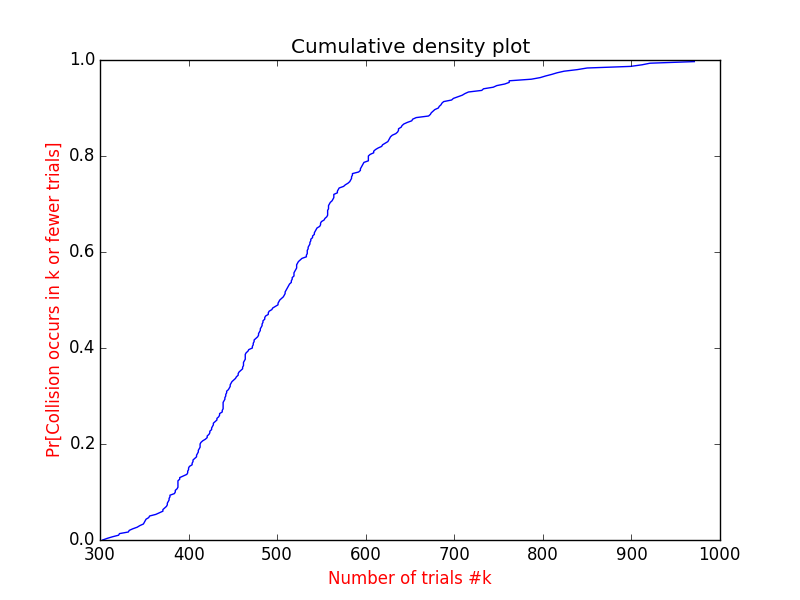 Cumulative density plot
Pr[Collision occurs in k or fewer trials]
1.0
0.8
0.6
0.4
0.2
0.0
300 400 500 600 700 800 900 1000
Number of trials #k